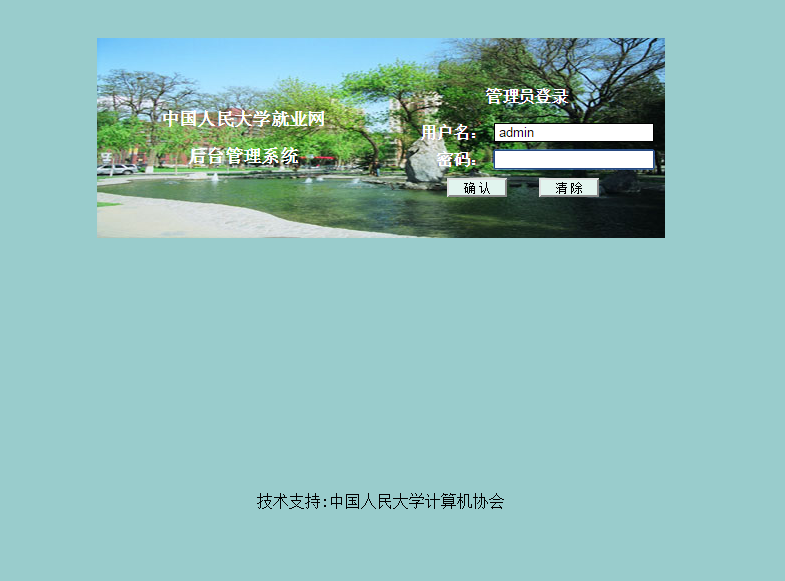 中国人民大学就业网
后台管理系统
管理员登录
用户名： admin
密码：
确 认 清 除
技术支持:中国人民大学计算机协会